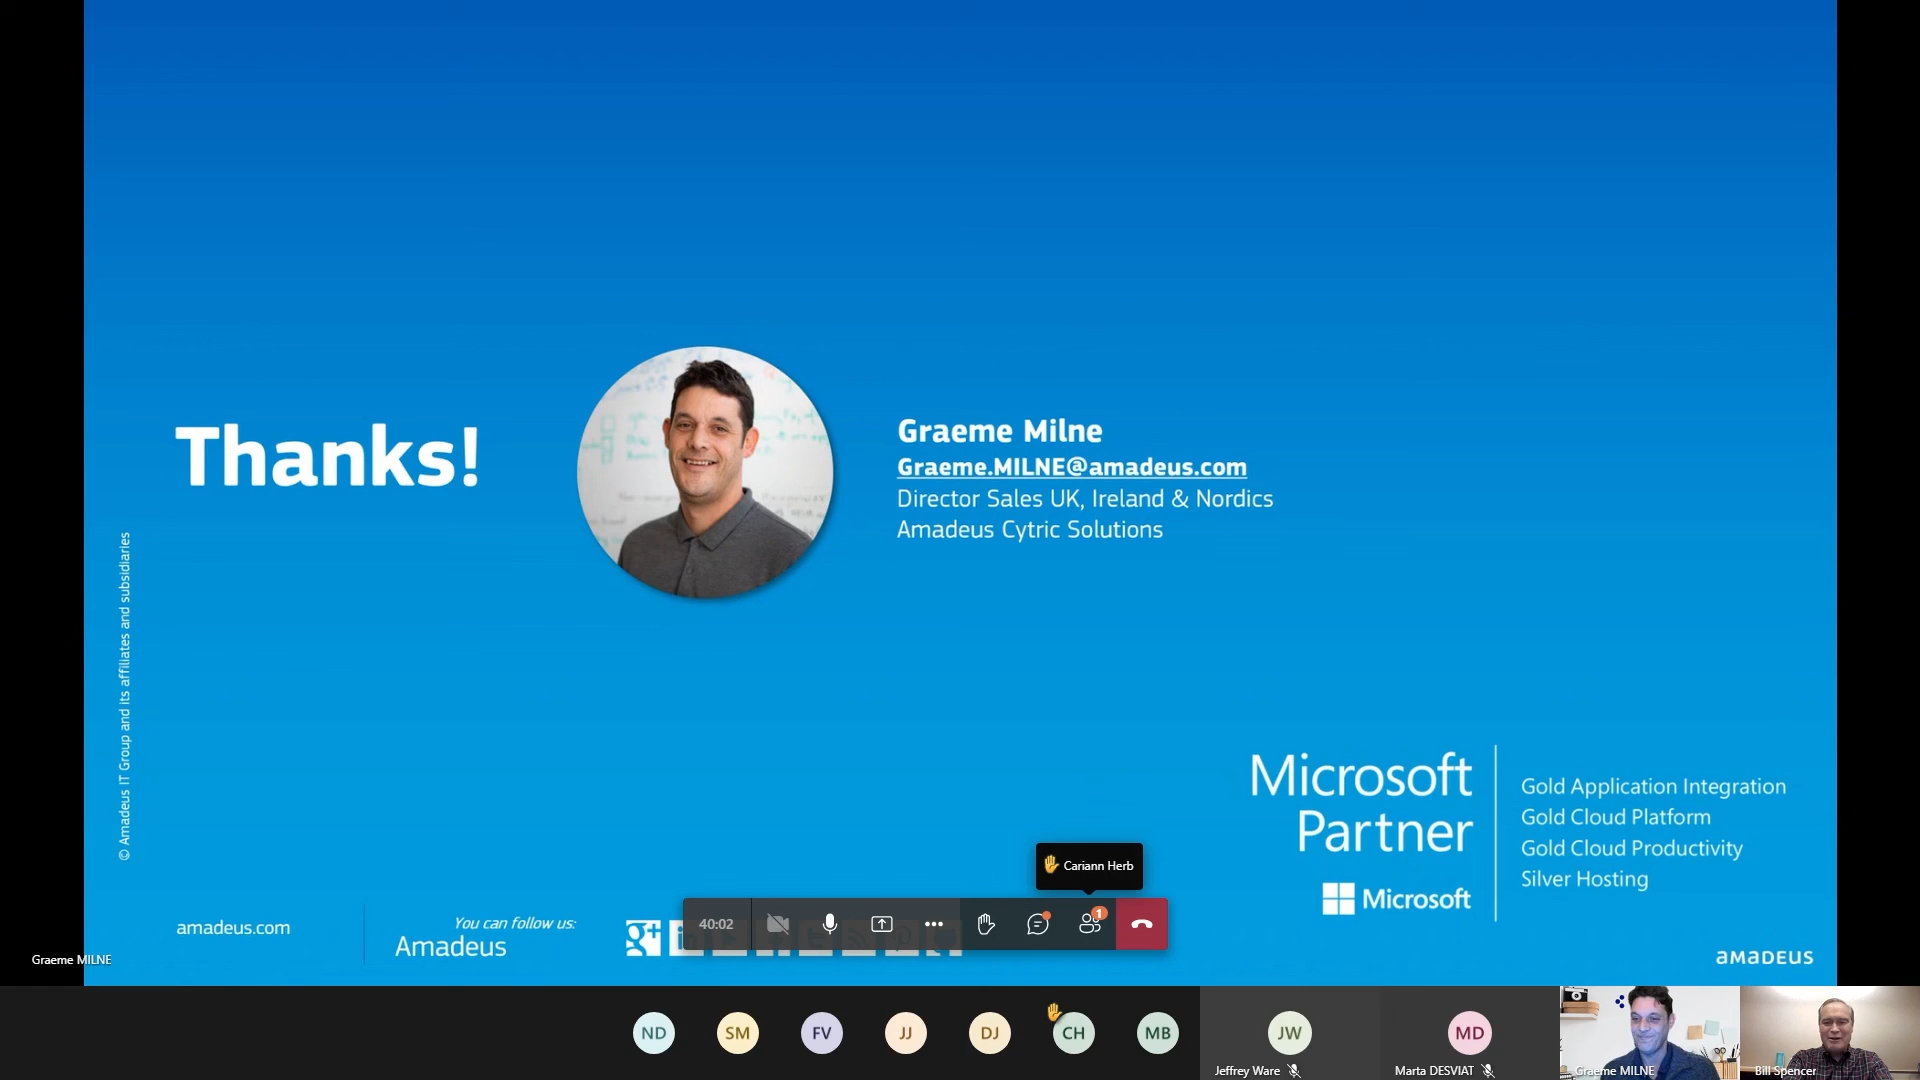 Thanks!
Graeme Milne
Graeme.MILNE@amadeus.com
Director Sales UK, Ireland & Nordics
Amadeus Cytric Solutions
© Amadeus IT Group and its affiliates and subsidiaries
Microsoft
Partner
Microsoft
Gold Application Integration
Gold Cloud Platform
Gold Cloud Productivity
Silver Hosting
Cariann Herb
amadeus.com
You can follow us:
Amadeus
g+
in
40:02
1
amadeus
Graeme MILNE
ND
SM
FV
JJ
DJ
CH
MB
JW
MD
Jeffrey Ware
Marta DESVIAT
Graeme MILNE
Bill Spencer